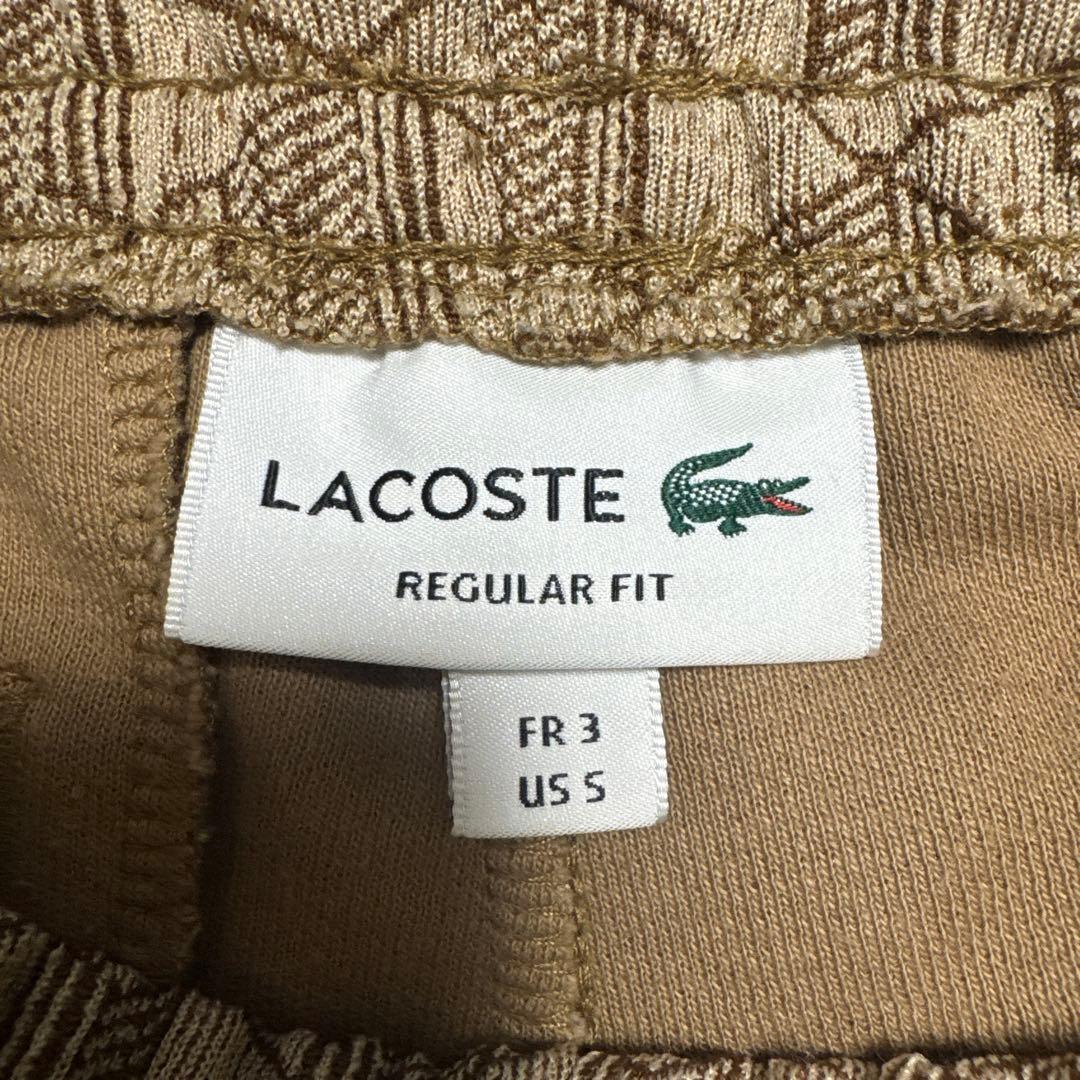 LACOSTE
REGULAR FIT
FR 3
US S